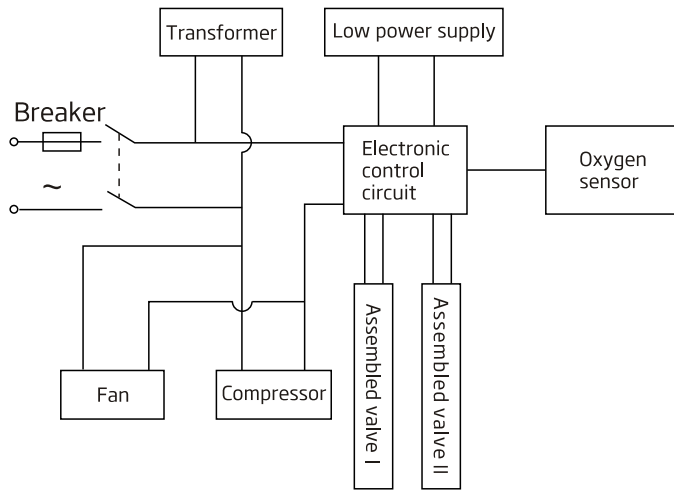 Transformer
Low power supply
Breaker
~
Electronic
control
circuit
Oxygen
sensor
Assembled valve I
Assembled valve II
Fan
Compressor